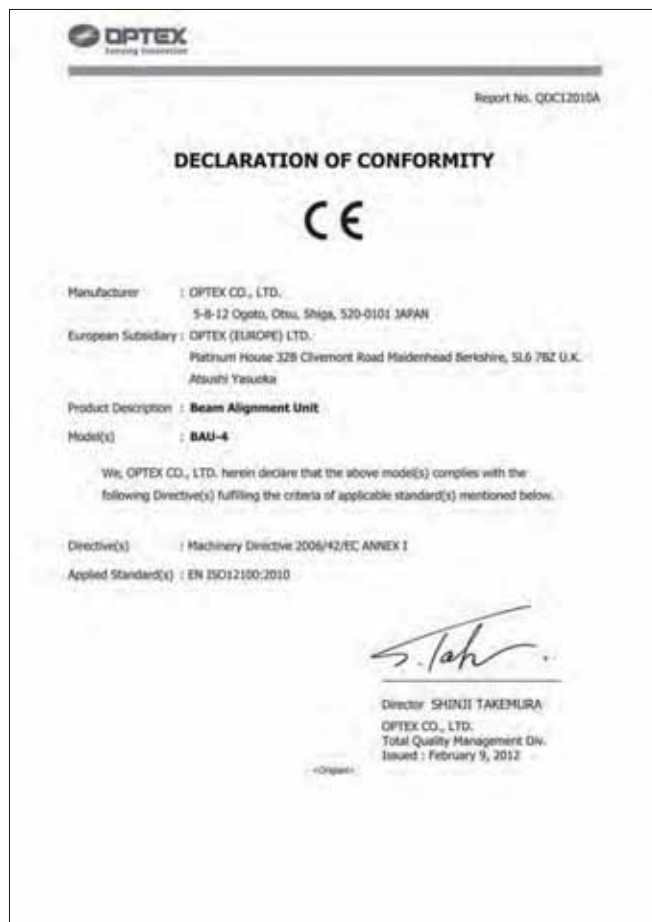 OPTEX
Sensing Innovation
Report No. QDC12010A
DECLARATION OF CONFORMITY
CE
Manufacturer : OPTEX CO., LTD.
5-8-12 Ogoto, Otsu, Shiga, 520-0101 JAPAN
European Subsidiary : OPTEX (EUROPE) LTD.
Platinum House 32B Clivemont Road Maidenhead Berkshire, SL6 7BZ U.K.
Atsushi Yasuoka
Product Description : Beam Alignment Unit
Model(s) : BAU-4
We, OPTEX CO., LTD. herein declare that the above model(s) complies with the
following Directive(s) fulfilling the criteria of applicable standard(s) mentioned below.
Directive(s) : Machinery Directive 2006/42/EC ANNEX I
Applied Standard(s) : EN ISO12100:2010
S. Tak
Director SHINJI TAKEMURA
OPTEX CO., LTD.
Total Quality Management Div.
Issued : February 9, 2012
<Original>